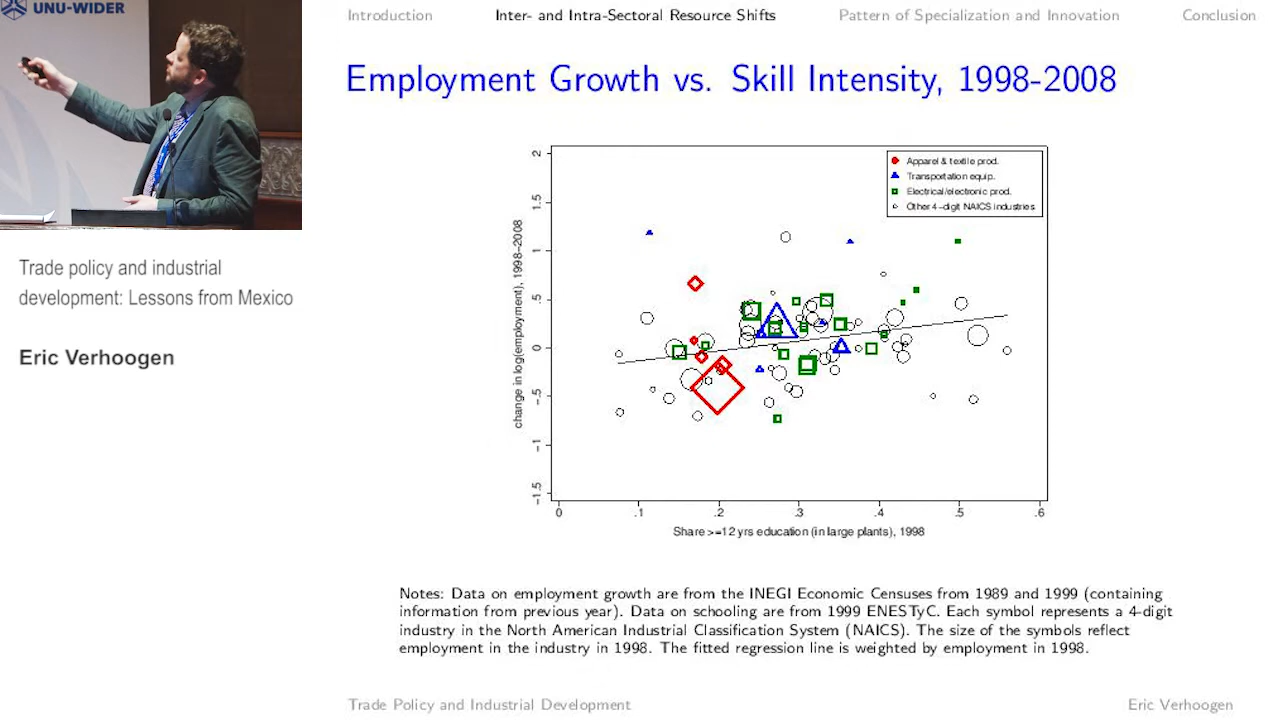 UNU-WIDER
Trade policy and industrial
development: Lessons from Mexico
Eric Verhoogen
Introduction Inter- and Intra-Sectoral Resource Shifts Pattern of Specialization and Innovation Conclusion
Employment Growth vs. Skill Intensity, 1998-2008
Apparel & textile prod.
Transportation equip.
Electrical/electronic prod.
Other 4-digit NAICS industries
change in log(employment), 1998-2008
2
1.5
1
.5
0
-.5
-1
-1.5
0 .1 .2 .3 .4 .5 .6
Share >=12 yrs education (in large plants), 1998
Notes: Data on employment growth are from the INEGI Economic Censuses from 1989 and 1999 (containing
information from previous year). Data on schooling are from 1999 ENESTyC. Each symbol represents a 4-digit
industry in the North American Industrial Classification System (NAICS). The size of the symbols reflect
employment in the industry in 1998. The fitted regression line is weighted by employment in 1998.
Trade Policy and Industrial Development Eric Verhoogen